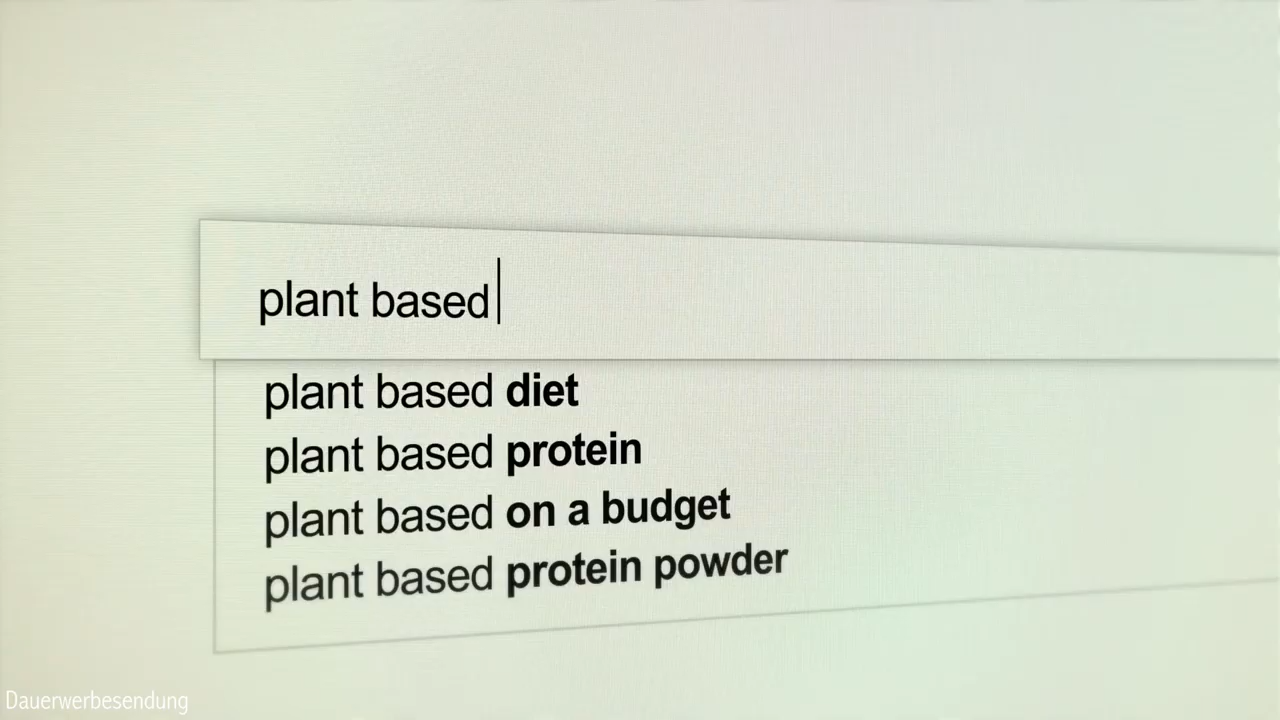 plant based
plant based diet
plant based protein
plant based on a budget
plant based protein powder
Dauerwerbesendung